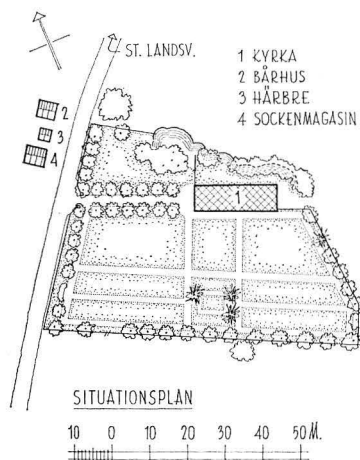 ST. LANDSV.
1 KYRKA
2 BÅRHUS
3 HÄRBRE
4 SOCKENMAGASIN
2
3
4
1
SITUATIONSPLAN
10 0 10 20 30 40 50 M.